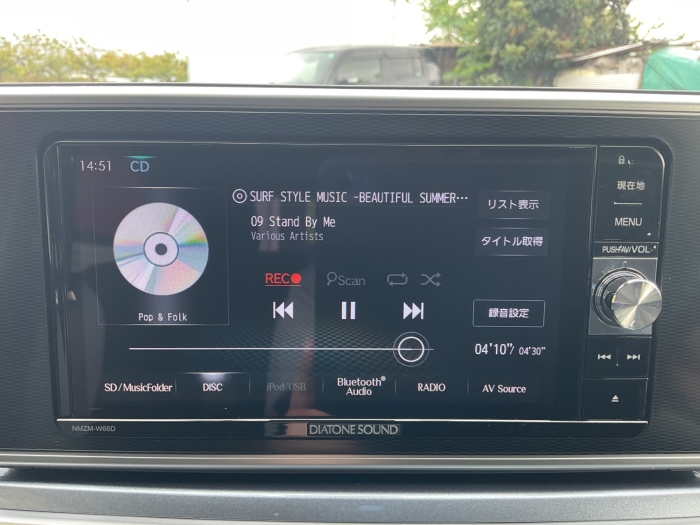 14:51 CD
SURF STYLE MUSIC -BEAUTIFUL SUMMER…
09 Stand By Me
Various Artists
リスト表示
タイトル取得
REC Scan
Pop & Folk
録音設定
04'10"/ 04'30"
SD/MusicFolder DISC iPod/USB Bluetooth® Audio RADIO AV Source
現在地
MENU
PUSH-AV VOL
NMZM-W66D
DIATONE SOUND